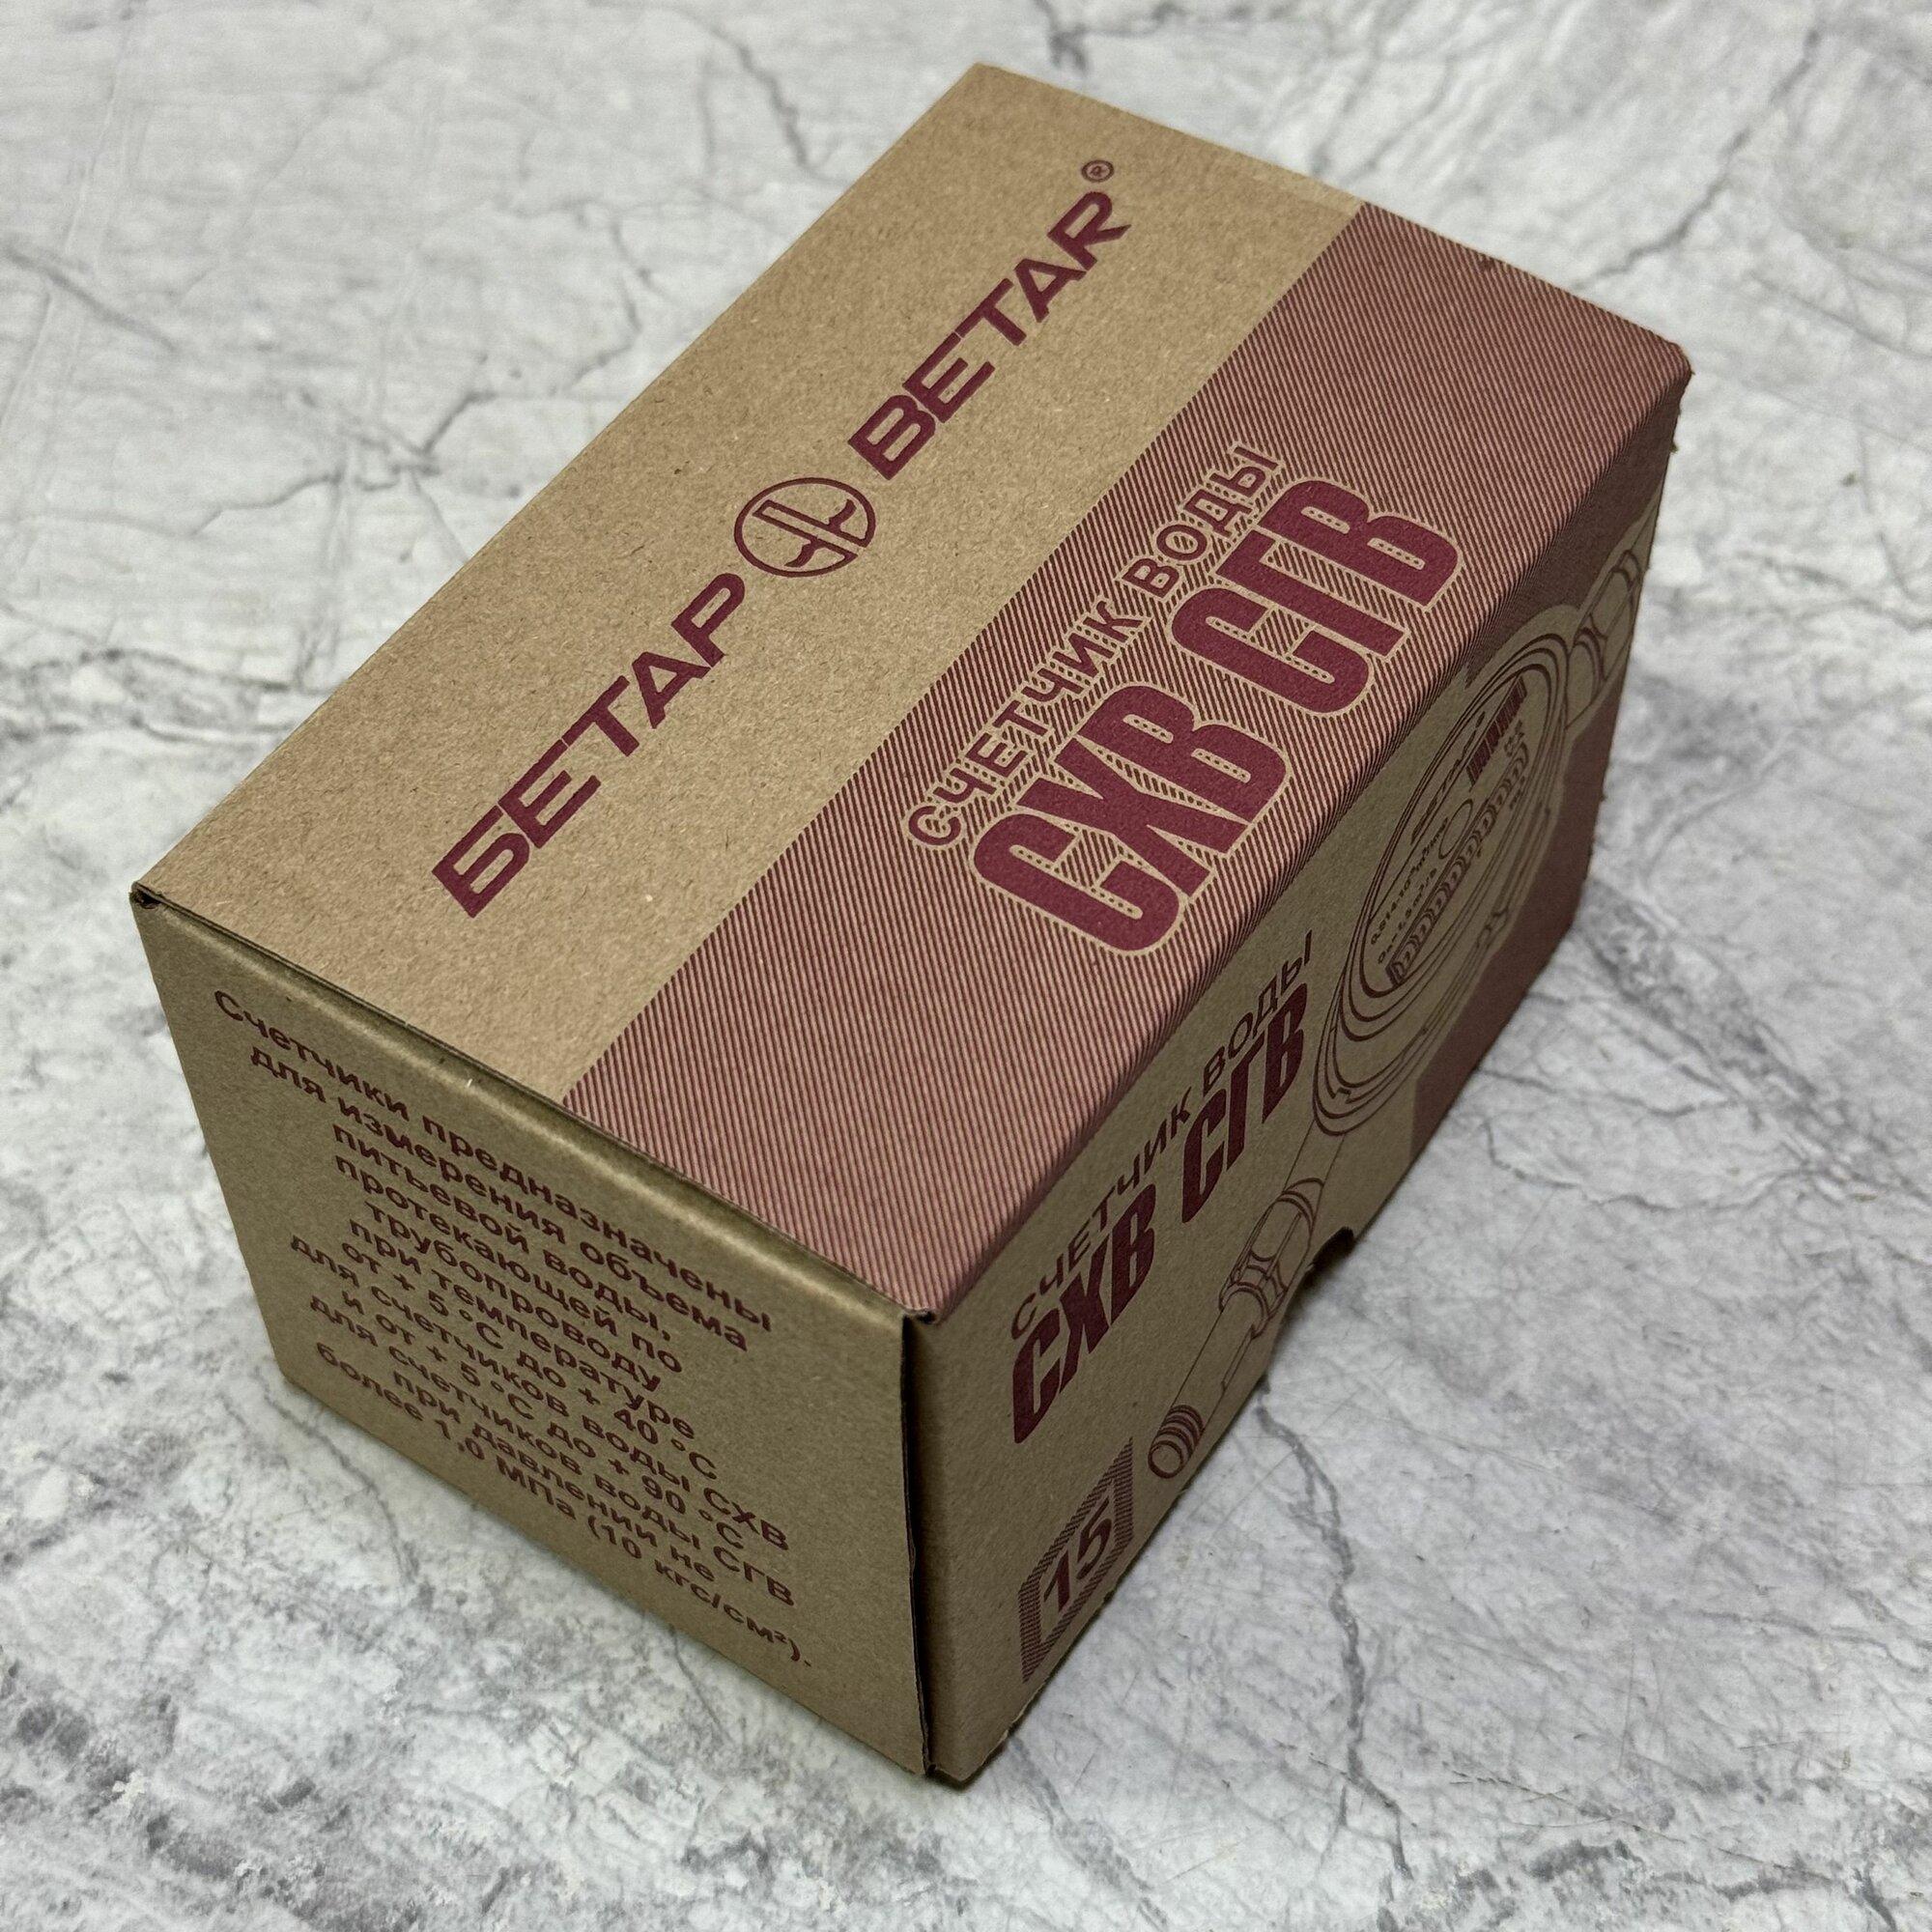 БЕТАР BETAR®
СЧЕТЧИК ВОДЫ
СХВ СГВ
Счетчики предназначены
для измерения объема
питьевой воды,
протекающей по
трубопроводу
при температуре
от + 5 °С до + 40 °С
для счетчиков воды СХВ
и от + 5 °С до + 90 °С
для счетчиков воды СГВ
при давлении не
более 1,0 МПа (10 кгс/см²).
СЧЕТЧИК ВОДЫ
СХВ СГВ
15
БЕТАР